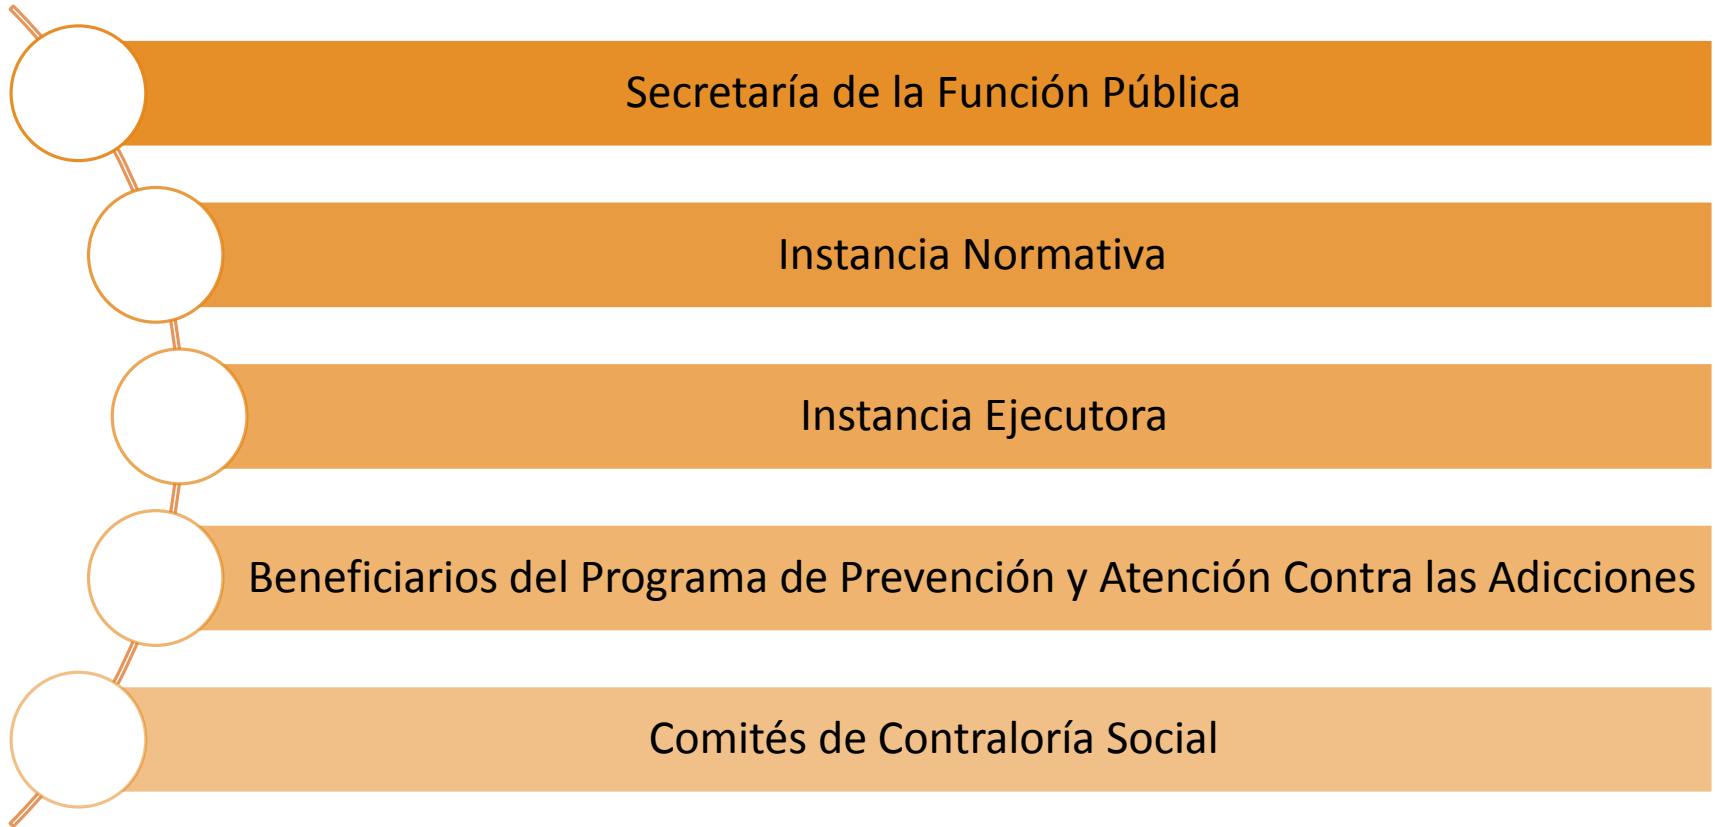 Secretaría de la Función Pública
Instancia Normativa
Instancia Ejecutora
Beneficiarios del Programa de Prevención y Atención Contra las Adicciones
Comités de Contraloría Social